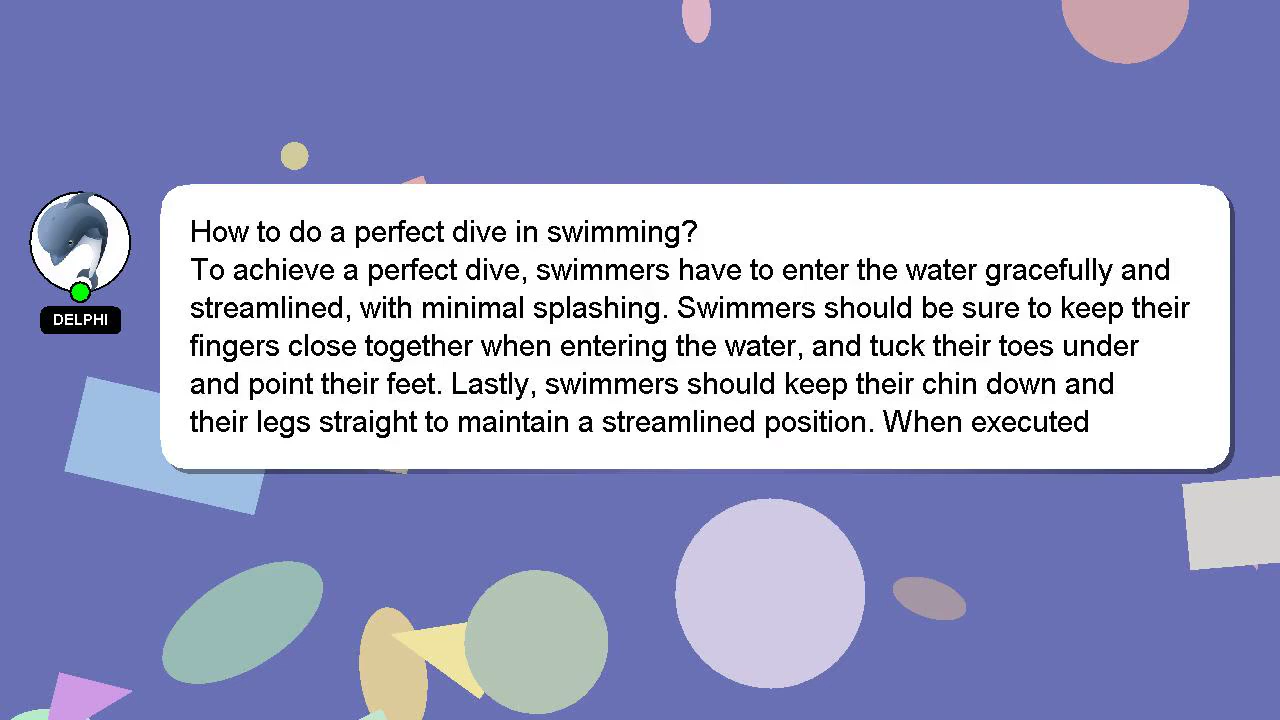 How to do a perfect dive in swimming?
To achieve a perfect dive, swimmers have to enter the water gracefully and
streamlined, with minimal splashing. Swimmers should be sure to keep their
fingers close together when entering the water, and tuck their toes under
and point their feet. Lastly, swimmers should keep their chin down and
their legs straight to maintain a streamlined position. When executed
DELPHI